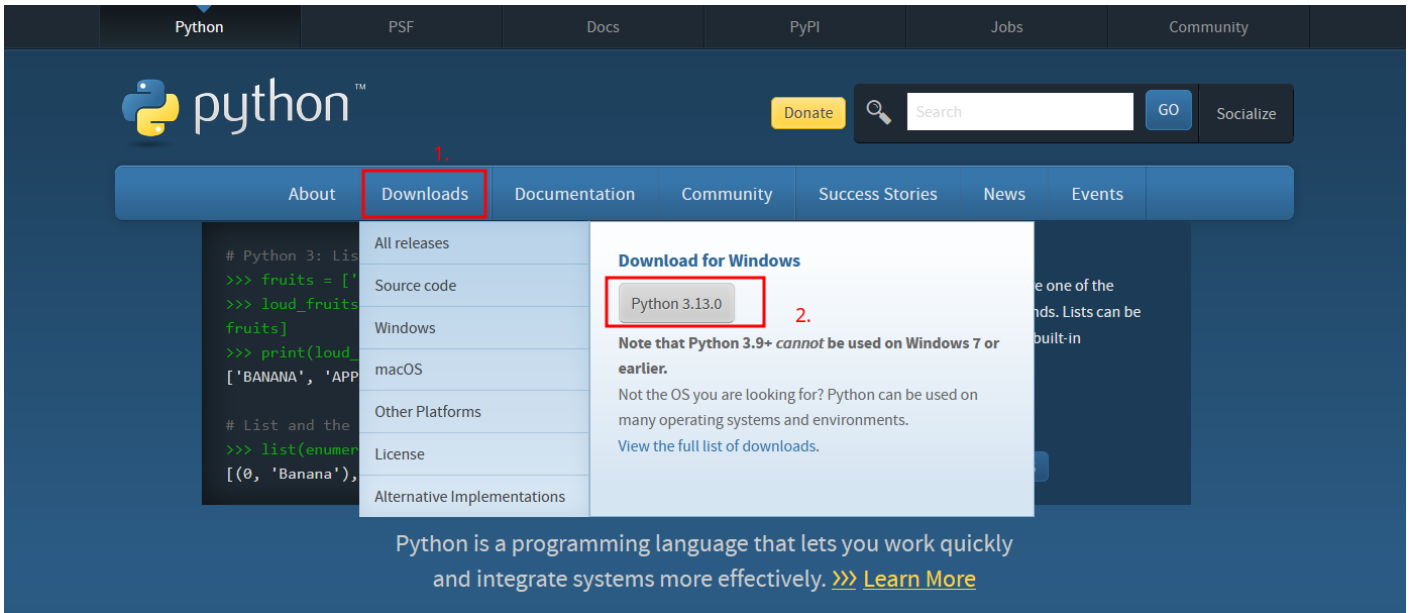 Python PSF Docs PyPI Jobs Community
python™
Donate Search GO Socialize
1.
About Downloads Documentation Community Success Stories News Events
All releases
Source code
Windows
macOS
Other Platforms
License
Alternative Implementations
Download for Windows
Python 3.13.0
2.
Note that Python 3.9+ cannot be used on Windows 7 or
earlier.
Not the OS you are looking for? Python can be used on
many operating systems and environments.
View the full list of downloads.
# Python 3: Lis
>>> fruits = ['
>>> loud_fruits
fruits]
>>> print(loud_
['BANANA', 'APP
# List and the
>>> list(enumer
[(0, 'Banana'),
e one of the
nds. Lists can be
built-in
Python is a programming language that lets you work quickly
and integrate systems more effectively. >>> Learn More